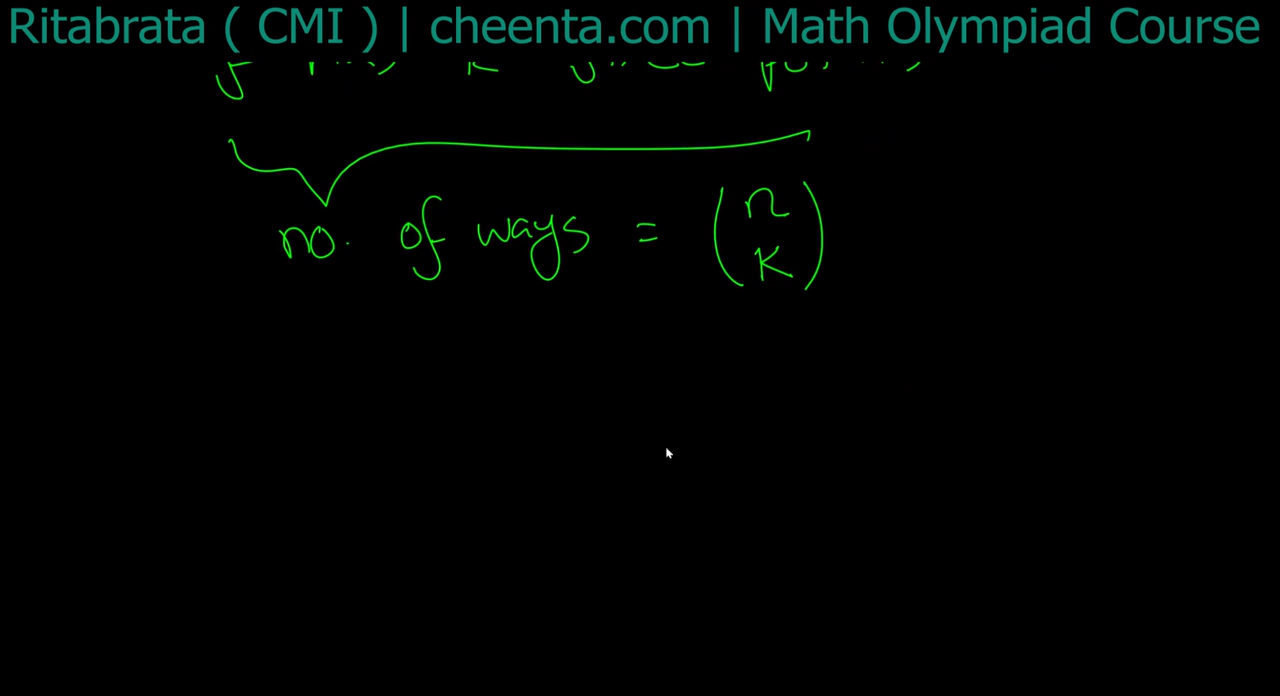 Ritabrata ( CMI ) | cheenta.com | Math Olympiad Course
no. of ways = (n K)